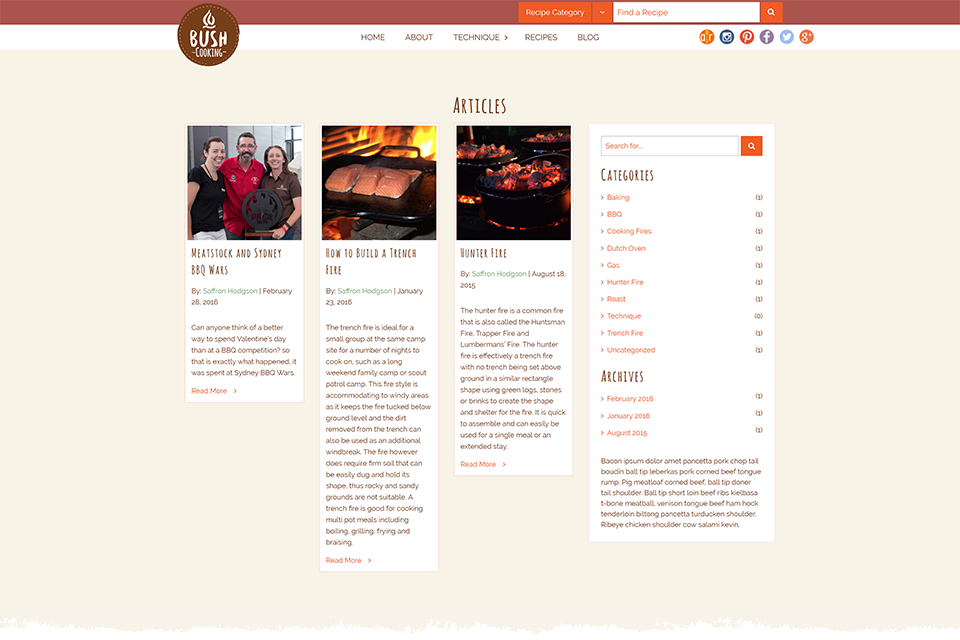 Recipe Category
Find a Recipe
BUSH
~COOKING~
HOME
ABOUT
TECHNIQUE
RECIPES
BLOG
ARTICLES
MEATSTOCK AND SYDNEY
BBQ WARS
By: Saffron Hodgson | February
28, 2016
Can anyone think of a better
way to spend Valentine's day
than at a BBQ competition? so
that is exactly what happened, it
was spent at Sydney BBQ Wars.
Read More
HOW TO BUILD A TRENCH
FIRE
By: Saffron Hodgson | January
23, 2016
The trench fire is ideal for a
small group at the same camp
site for a number of nights to
cook on, such as a long
weekend family camp or scout
patrol camp. This fire style is
accommodating to windy areas
as it keeps the fire tucked below
ground level and the dirt
removed from the trench can
also be used as an additional
windbreak. The fire however
does require firm soil that can
be easily dug and hold its
shape, thus rocky and sandy
grounds are not suitable. A
trench fire is good for cooking
multi pot meals including
boiling, grilling, frying and
braising.
Read More
HUNTER FIRE
By: Saffron Hodgson | August 18,
2015
The hunter fire is a common fire
that is also called the Huntsman
Fire, Trapper Fire and
Lumbermans' Fire. The hunter
fire is effectively a trench fire
with no trench being set above
ground in a similar rectangle
shape using green logs, stones
or brinks to create the shape
and shelter for the fire. It is quick
to assemble and can easily be
used for a single meal or an
extended stay.
Read More
Search for...
CATEGORIES
Baking (1)
BBQ (1)
Cooking Fires (1)
Dutch Oven (1)
Gas (1)
Hunter Fire (1)
Roast (1)
Technique (0)
Trench Fire (1)
Uncategorized (1)
ARCHIVES
February 2016 (1)
January 2016 (1)
August 2015 (1)
Bacon ipsum dolor amet pancetta pork chop tail
boudin ball tip leberkas pork corned beef tongue
rump. Pig meatloaf corned beef, ball tip doner
tail shoulder. Ball tip short loin beef ribs kielbasa
t-bone meatball, venison tongue beef ham hock
tenderloin biltong pancetta turducken shoulder.
Ribeye chicken shoulder cow salami kevin.